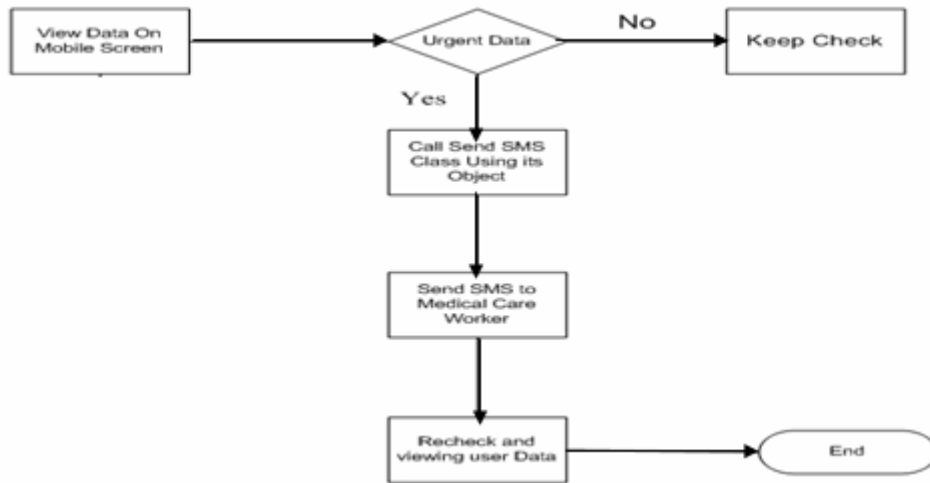 View Data On
Mobile Screen
Urgent Data
No
Keep Check
Yes
Call Send SMS
Class Using its
Object
Send SMS to
Medical Care
Worker
Recheck and
viewing user Data
End